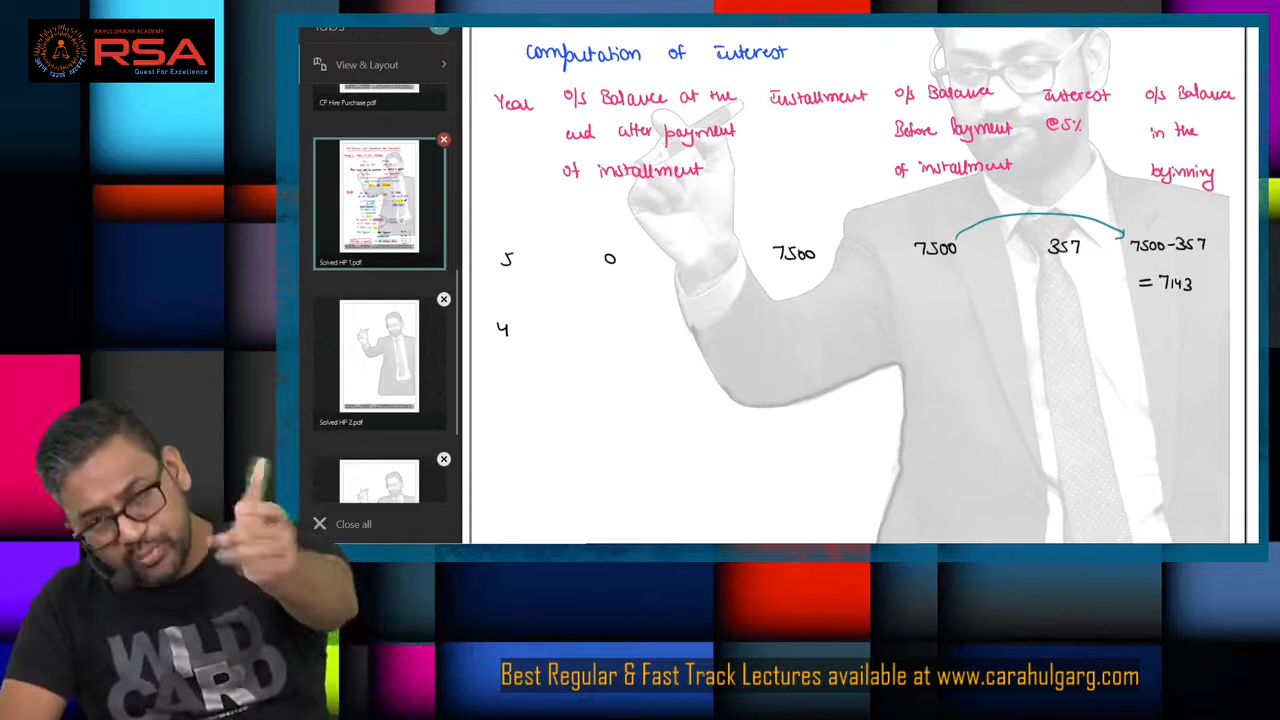 RAHUL SHIKHA ACADEMY
RSA
Quest For Excellence
View & Layout
CP Hire Purchase.pdf
Solved HP 1.pdf
Solved HP 2.pdf
Close all
Computation of Interest
Year
O/s Balance at the
end after payment
of installment
Installment
O/s Balance
Before Payment
of installment
Interest
@5%
O/s Balance
in the
beginning
5 0 7500 7500 357 7500-357
= 7143
4
WILD
CARD
Best Regular & Fast Track Lectures available at www.carahulgarg.com